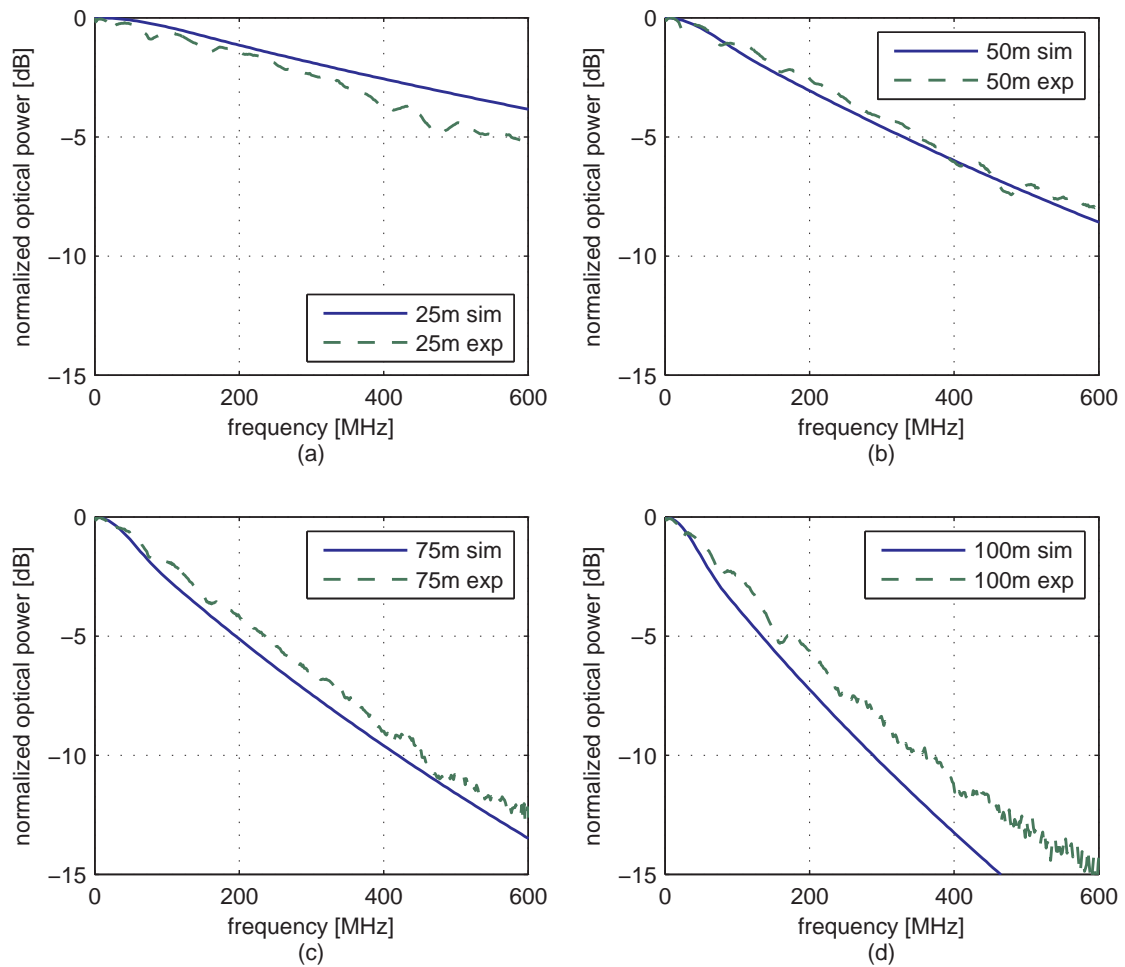 0
−5
−10
−15
normalized optical power [dB]
25m sim
25m exp
0
200
400
600
frequency [MHz]
(a)
0
−5
−10
−15
normalized optical power [dB]
50m sim
50m exp
0
200
400
600
frequency [MHz]
(b)
0
−5
−10
−15
normalized optical power [dB]
75m sim
75m exp
0
200
400
600
frequency [MHz]
(c)
0
−5
−10
−15
normalized optical power [dB]
100m sim
100m exp
0
200
400
600
frequency [MHz]
(d)